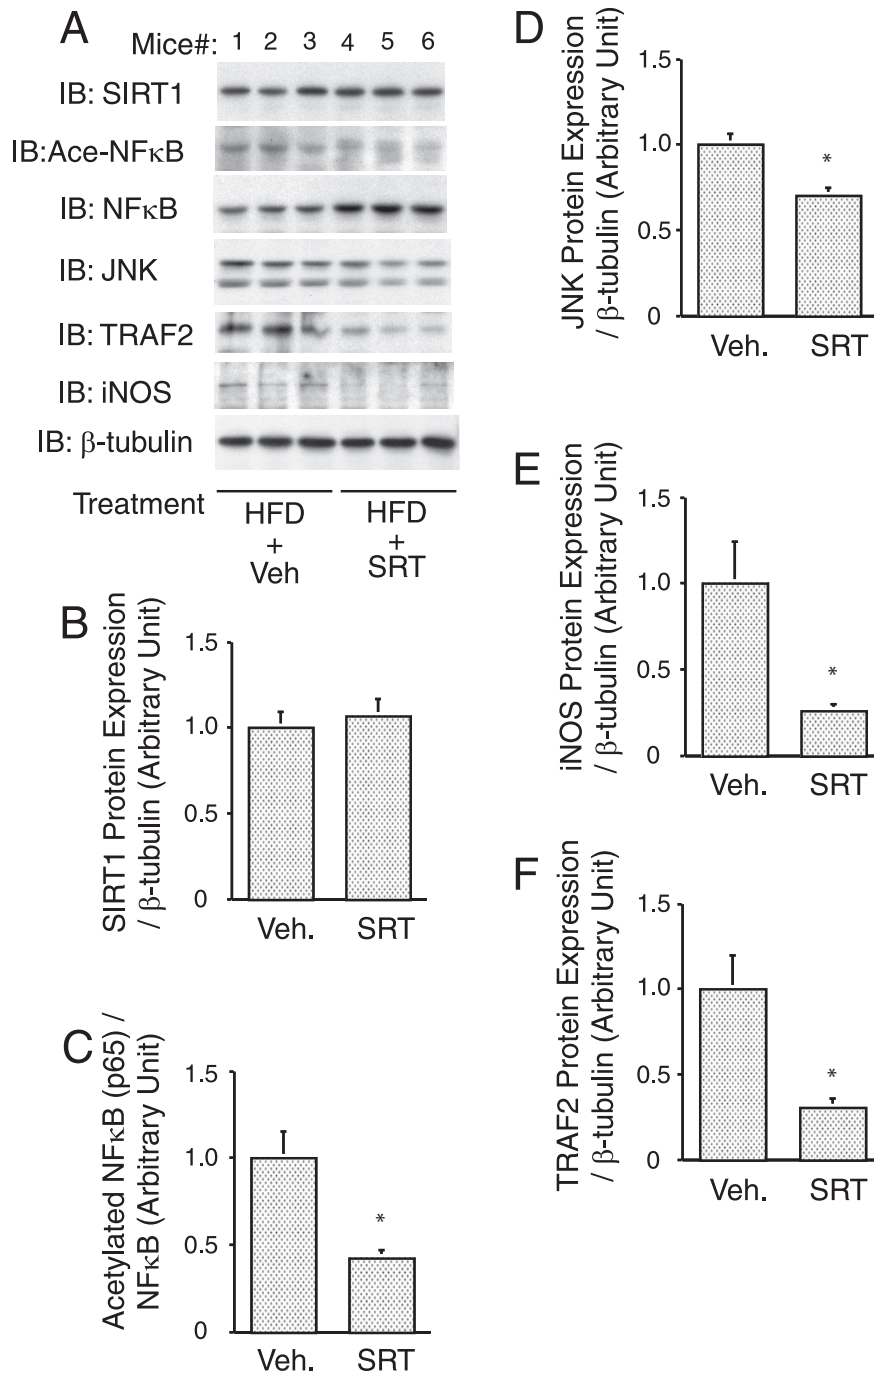 A
Mice#: 1 2 3 4 5 6
IB: SIRT1
IB:Ace-NFκB
IB: NFκB
IB: JNK
IB: TRAF2
IB: iNOS
IB: β-tubulin
Treatment
HFD
+
Veh
HFD
+
SRT
B
SIRT1 Protein Expression
/ β-tubulin (Arbitrary Unit)
1.5
1.0
0.5
0
Veh.
SRT
C
Acetylated NFκB (p65) /
NFκB (Arbitrary Unit)
1.5
1.0
0.5
0
*
Veh.
SRT
D
JNK Protein Expression
/ β-tubulin (Arbitrary Unit)
1.5
1.0
0.5
0
*
Veh.
SRT
E
iNOS Protein Expression
/ β-tubulin (Arbitrary Unit)
1.5
1.0
0.5
0
*
Veh.
SRT
F
TRAF2 Protein Expression
/ β-tubulin (Arbitrary Unit)
1.5
1.0
0.5
0
*
Veh.
SRT